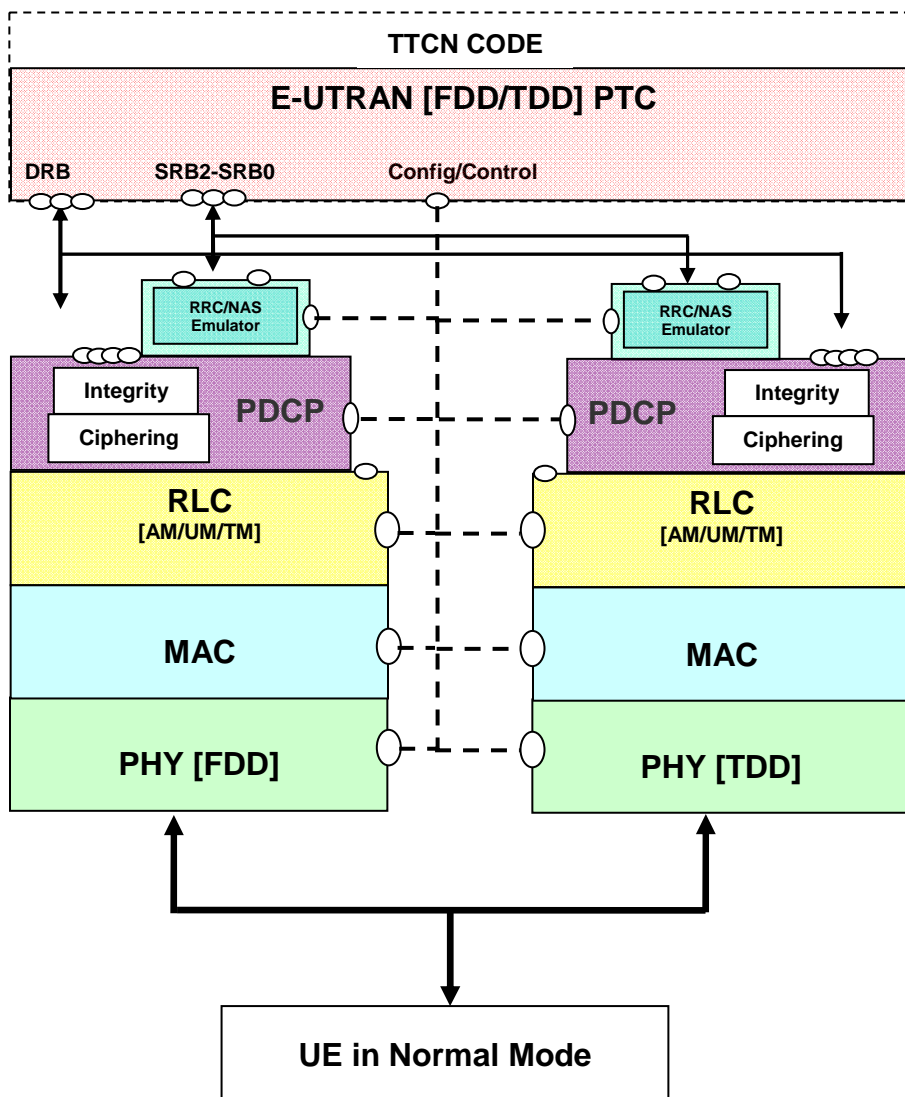 TTCN CODE
E-UTRAN [FDD/TDD] PTC
DRB
SRB2-SRB0
Config/Control
RRC/NAS
Emulator
RRC/NAS
Emulator
Integrity
Ciphering
PDCP
PDCP
Integrity
Ciphering
RLC
[AM/UM/TM]
RLC
[AM/UM/TM]
MAC
MAC
PHY [FDD]
PHY [TDD]
UE in Normal Mode